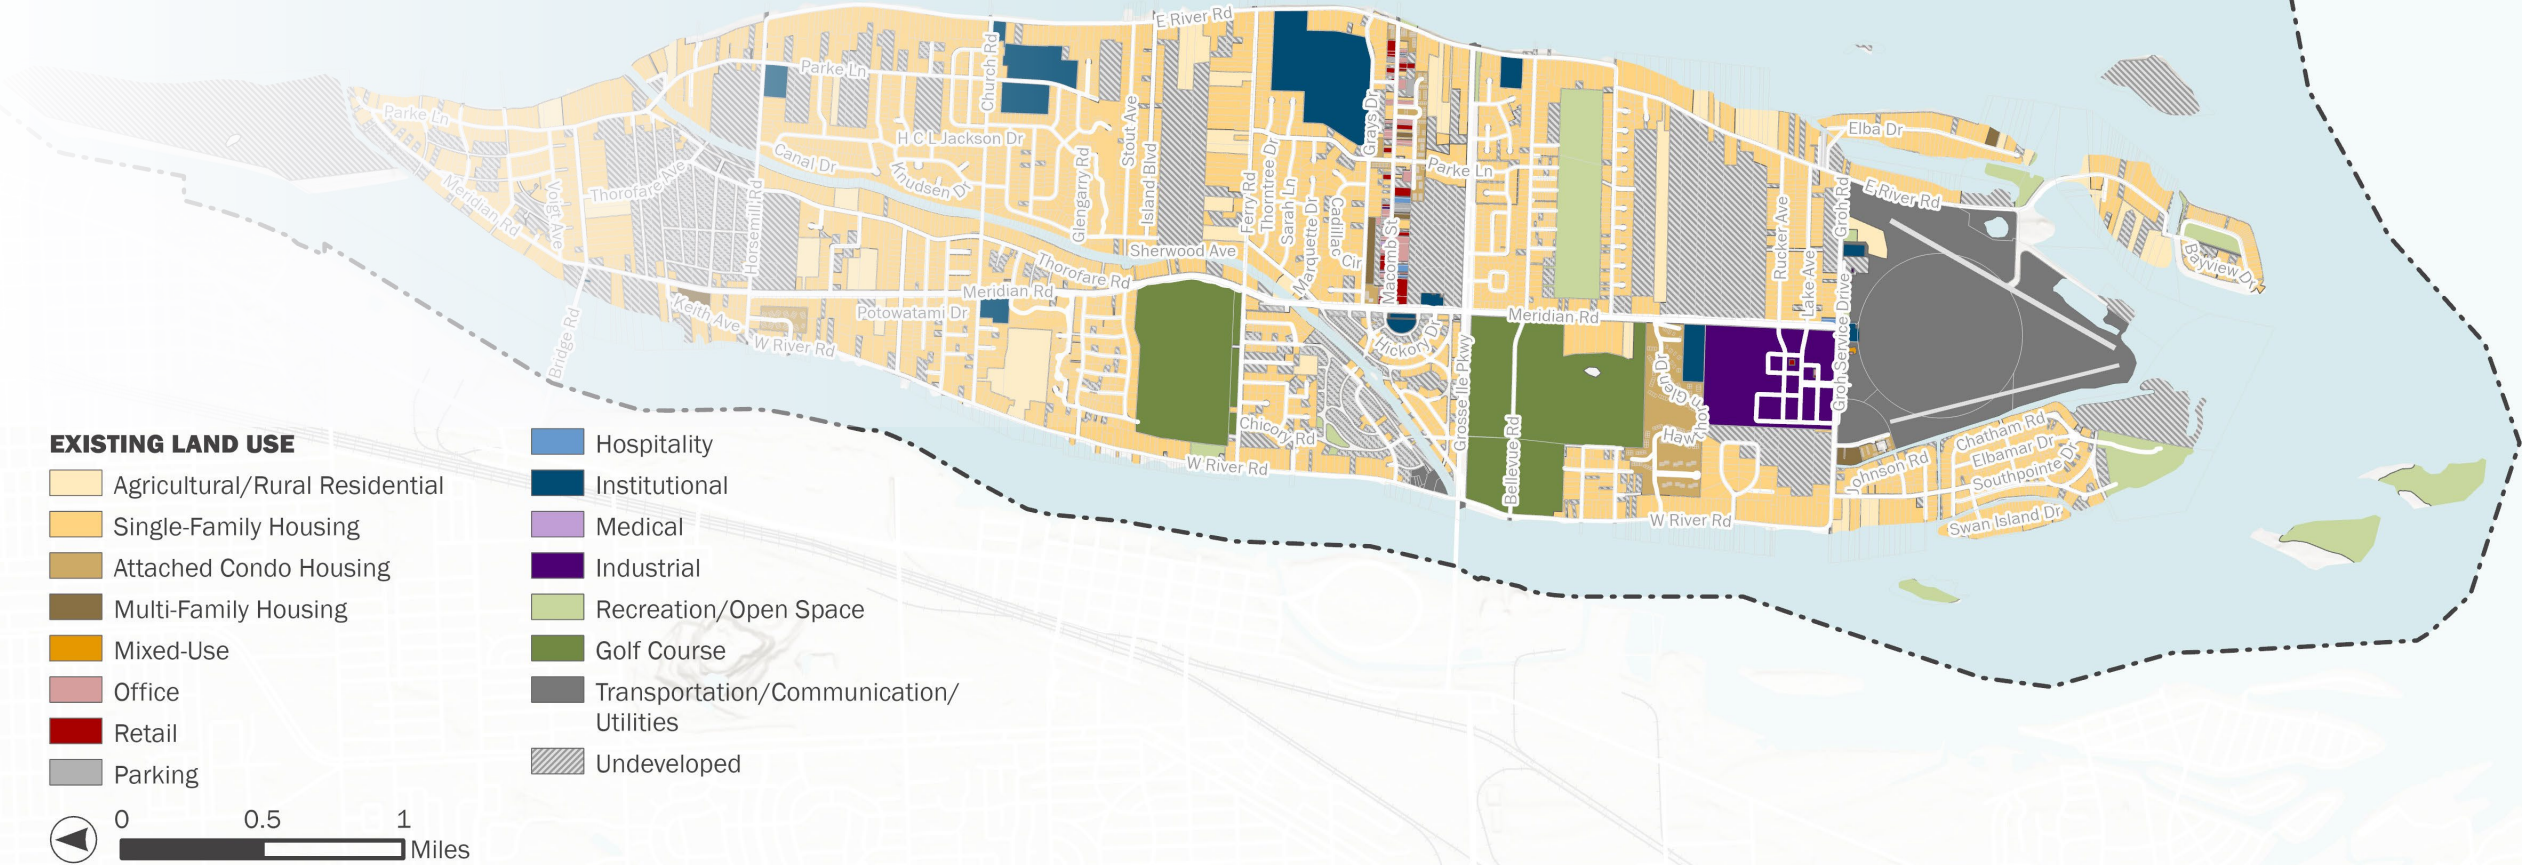 E River Rd
Parke Ln
Church Rd
Parke Ln
Stout Ave
Island Blvd
Grays Dr
H C L Jackson Dr
Elba Dr
Canal Dr
Knudsen Dr
Glengarry Rd
Ferry Rd
Thorntree Dr
Sarah Ln
Parke Ln
Meridian Rd
Voigt Ave
Thorofare Ave
Horsemill Rd
Marquette Dr
Cadillac
Cir
Macomb St
Rucker Ave
Lake Ave
Groh Rd
E River Rd
Sherwood Ave
Thorofare Rd
Bayview Dr
Meridian Rd
Meridian Rd
Keith Ave
Potowatami Dr
Groh Service Drive
Bridge Rd
W River Rd
Hickory Dr
Grosse Ile Pkwy
Bellevue Rd
n Glen Dr
Thor
Haw
Chicory Rd
W River Rd
Chatham Rd
Elbamar Dr
Johnson Rd
Southpointe Dr
W River Rd
Swan Island Dr
EXISTING LAND USE
Agricultural/Rural Residential
Single-Family Housing
Attached Condo Housing
Multi-Family Housing
Mixed-Use
Office
Retail
Parking
Hospitality
Institutional
Medical
Industrial
Recreation/Open Space
Golf Course
Transportation/Communication/
Utilities
Undeveloped
0 0.5 1
Miles